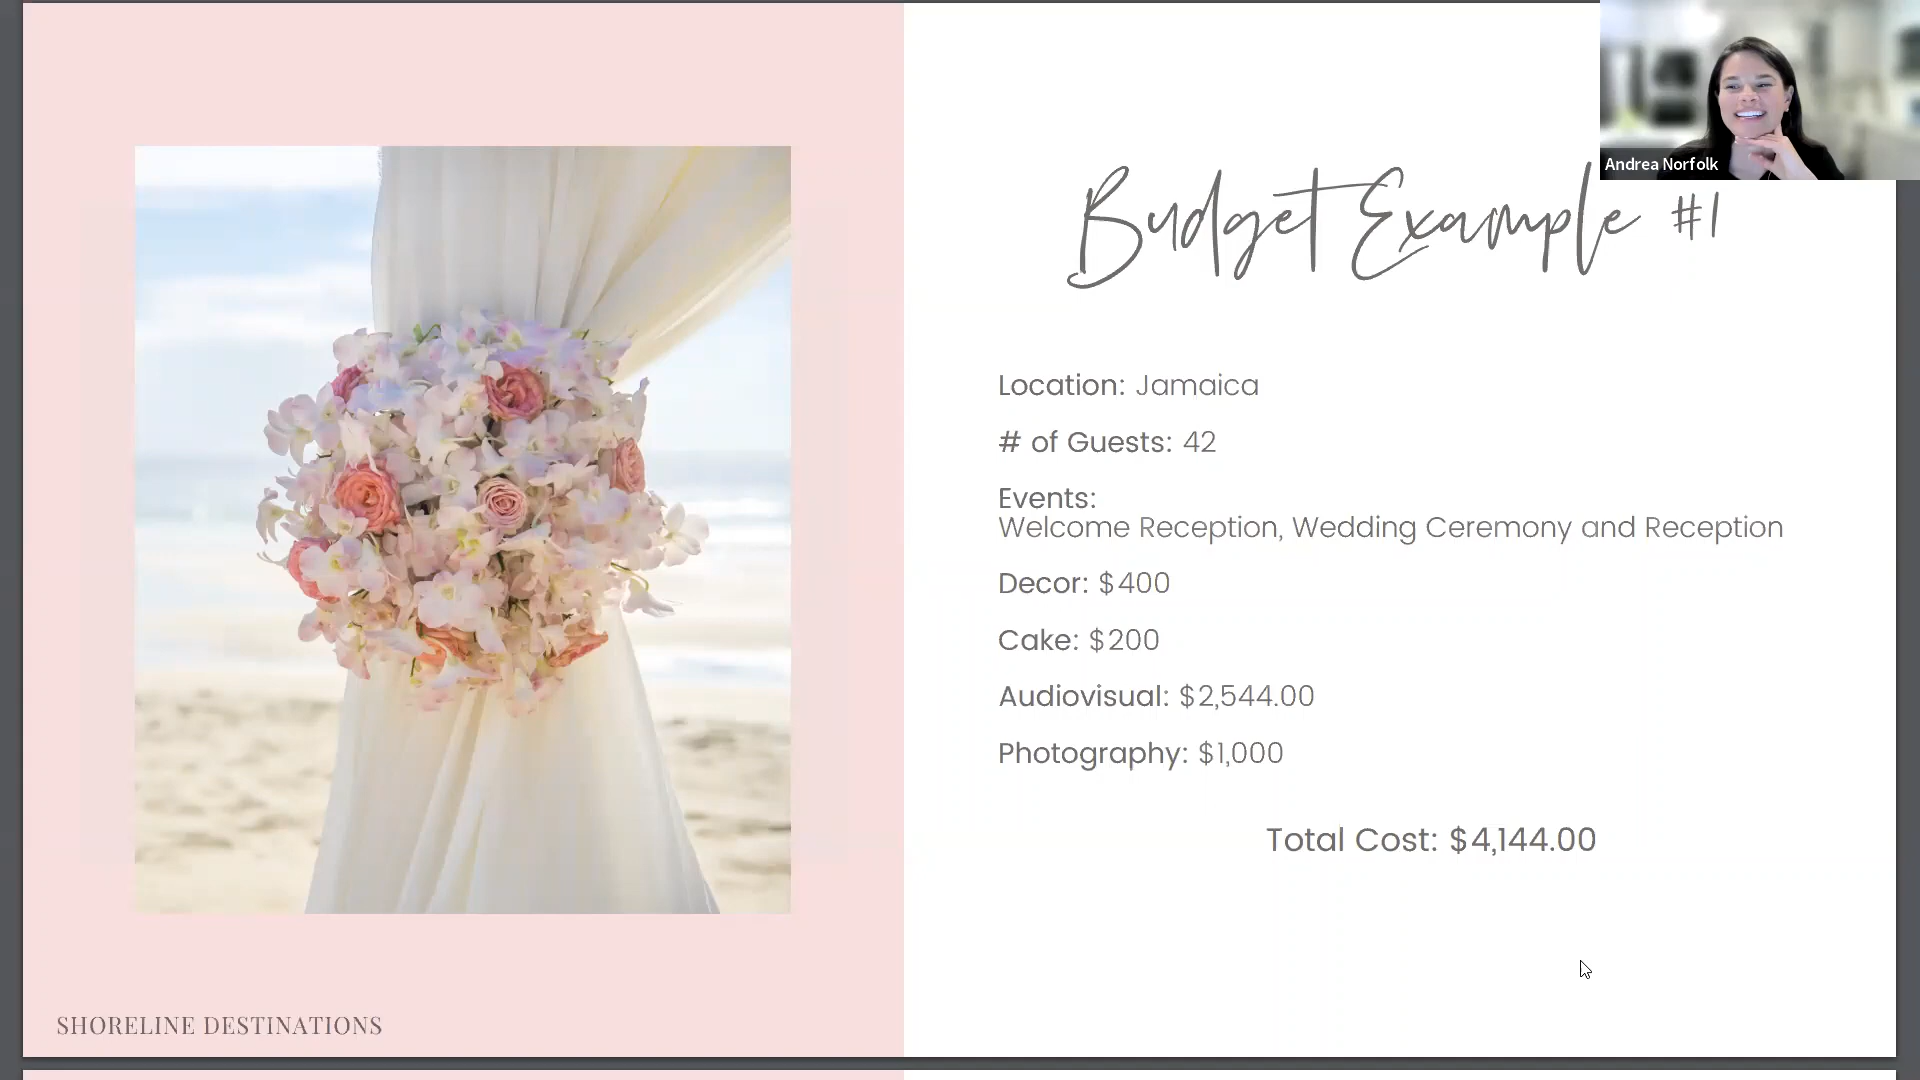 Andrea Norfolk
Budget Example #1
Location: Jamaica
# of Guests: 42
Events:
Welcome Reception, Wedding Ceremony and Reception
Decor: $400
Cake: $200
Audiovisual: $2,544.00
Photography: $1,000
Total Cost: $4,144.00
SHORELINE DESTINATIONS